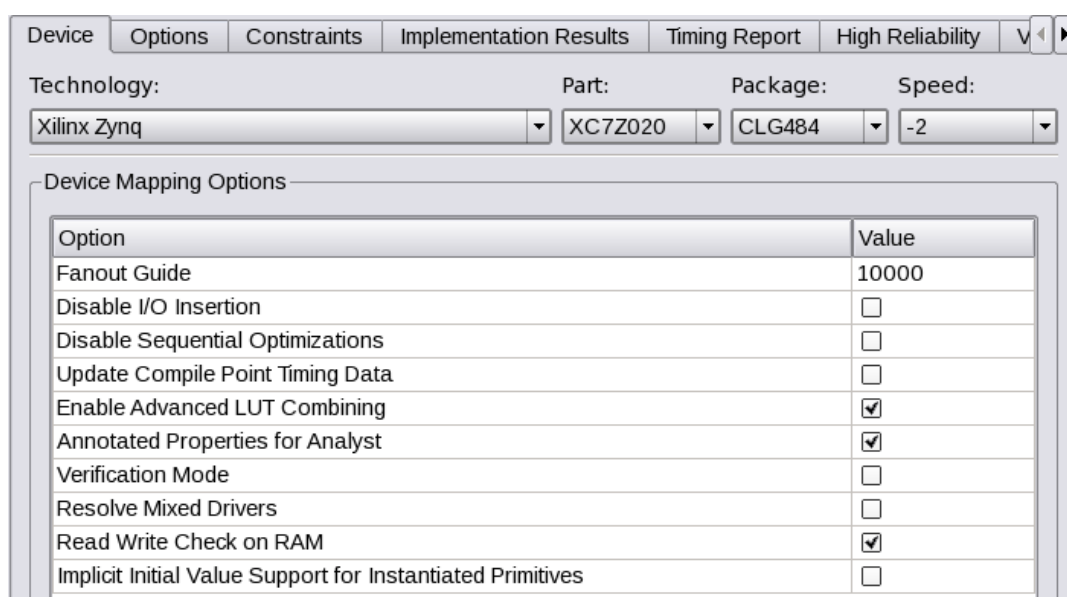 Device Options Constraints Implementation Results Timing Report High Reliability V
Technology: Part: Package: Speed:
Xilinx Zynq XC7Z020 CLG484 -2
Device Mapping Options
Option Value
Fanout Guide 10000
Disable I/O Insertion
Disable Sequential Optimizations
Update Compile Point Timing Data
Enable Advanced LUT Combining
Annotated Properties for Analyst
Verification Mode
Resolve Mixed Drivers
Read Write Check on RAM
Implicit Initial Value Support for Instantiated Primitives